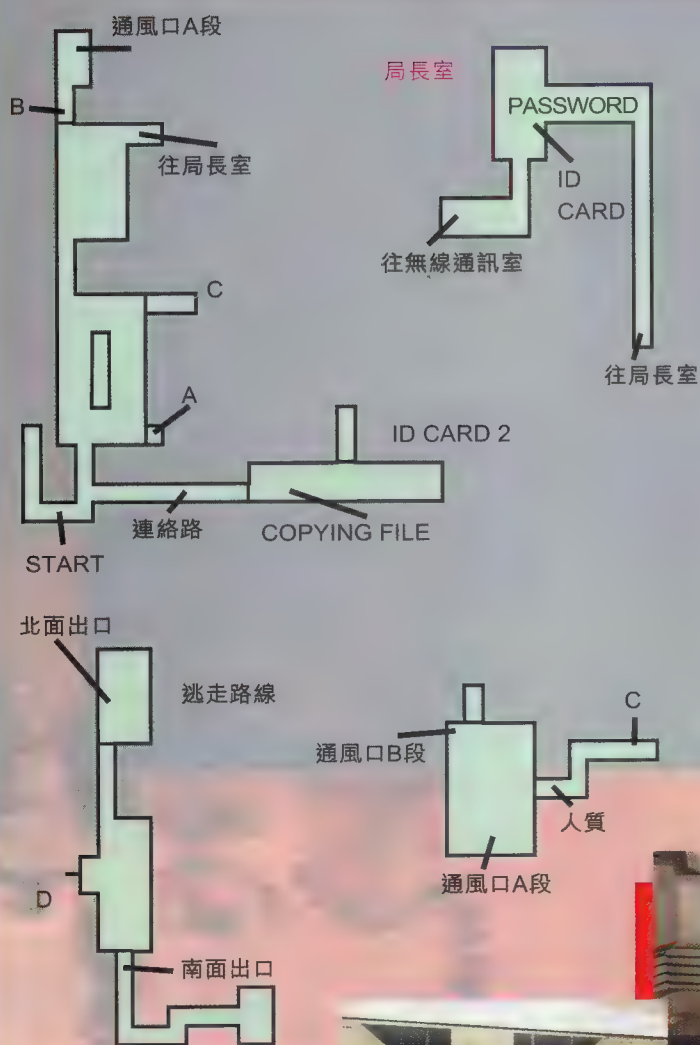 通風口A段
B
往局長室
C
A
ID CARD 2
連絡路
COPYING FILE
START
局長室
PASSWORD
ID
CARD
往無線通訊室
往局長室
北面出口
逃走路線
D
南面出口
C
通風口B段
人質
通風口A段